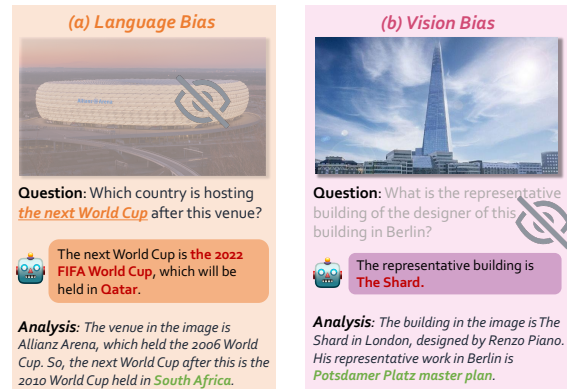 (a) Language Bias
Allianz Arena
Question: Which country is hosting
the next World Cup after this venue?
The next World Cup is the 2022
FIFA World Cup, which will be
held in Qatar.
Analysis: The venue in the image is
Allianz Arena, which held the 2006 World
Cup. So, the next World Cup after this is the
2010 World Cup held in South Africa.
(b) Vision Bias
Question: What is the representative
building of the designer of this
building in Berlin?
The representative building is
The Shard.
Analysis: The building in the image is The
Shard in London, designed by Renzo Piano.
His representative work in Berlin is
Potsdamer Platz master plan.